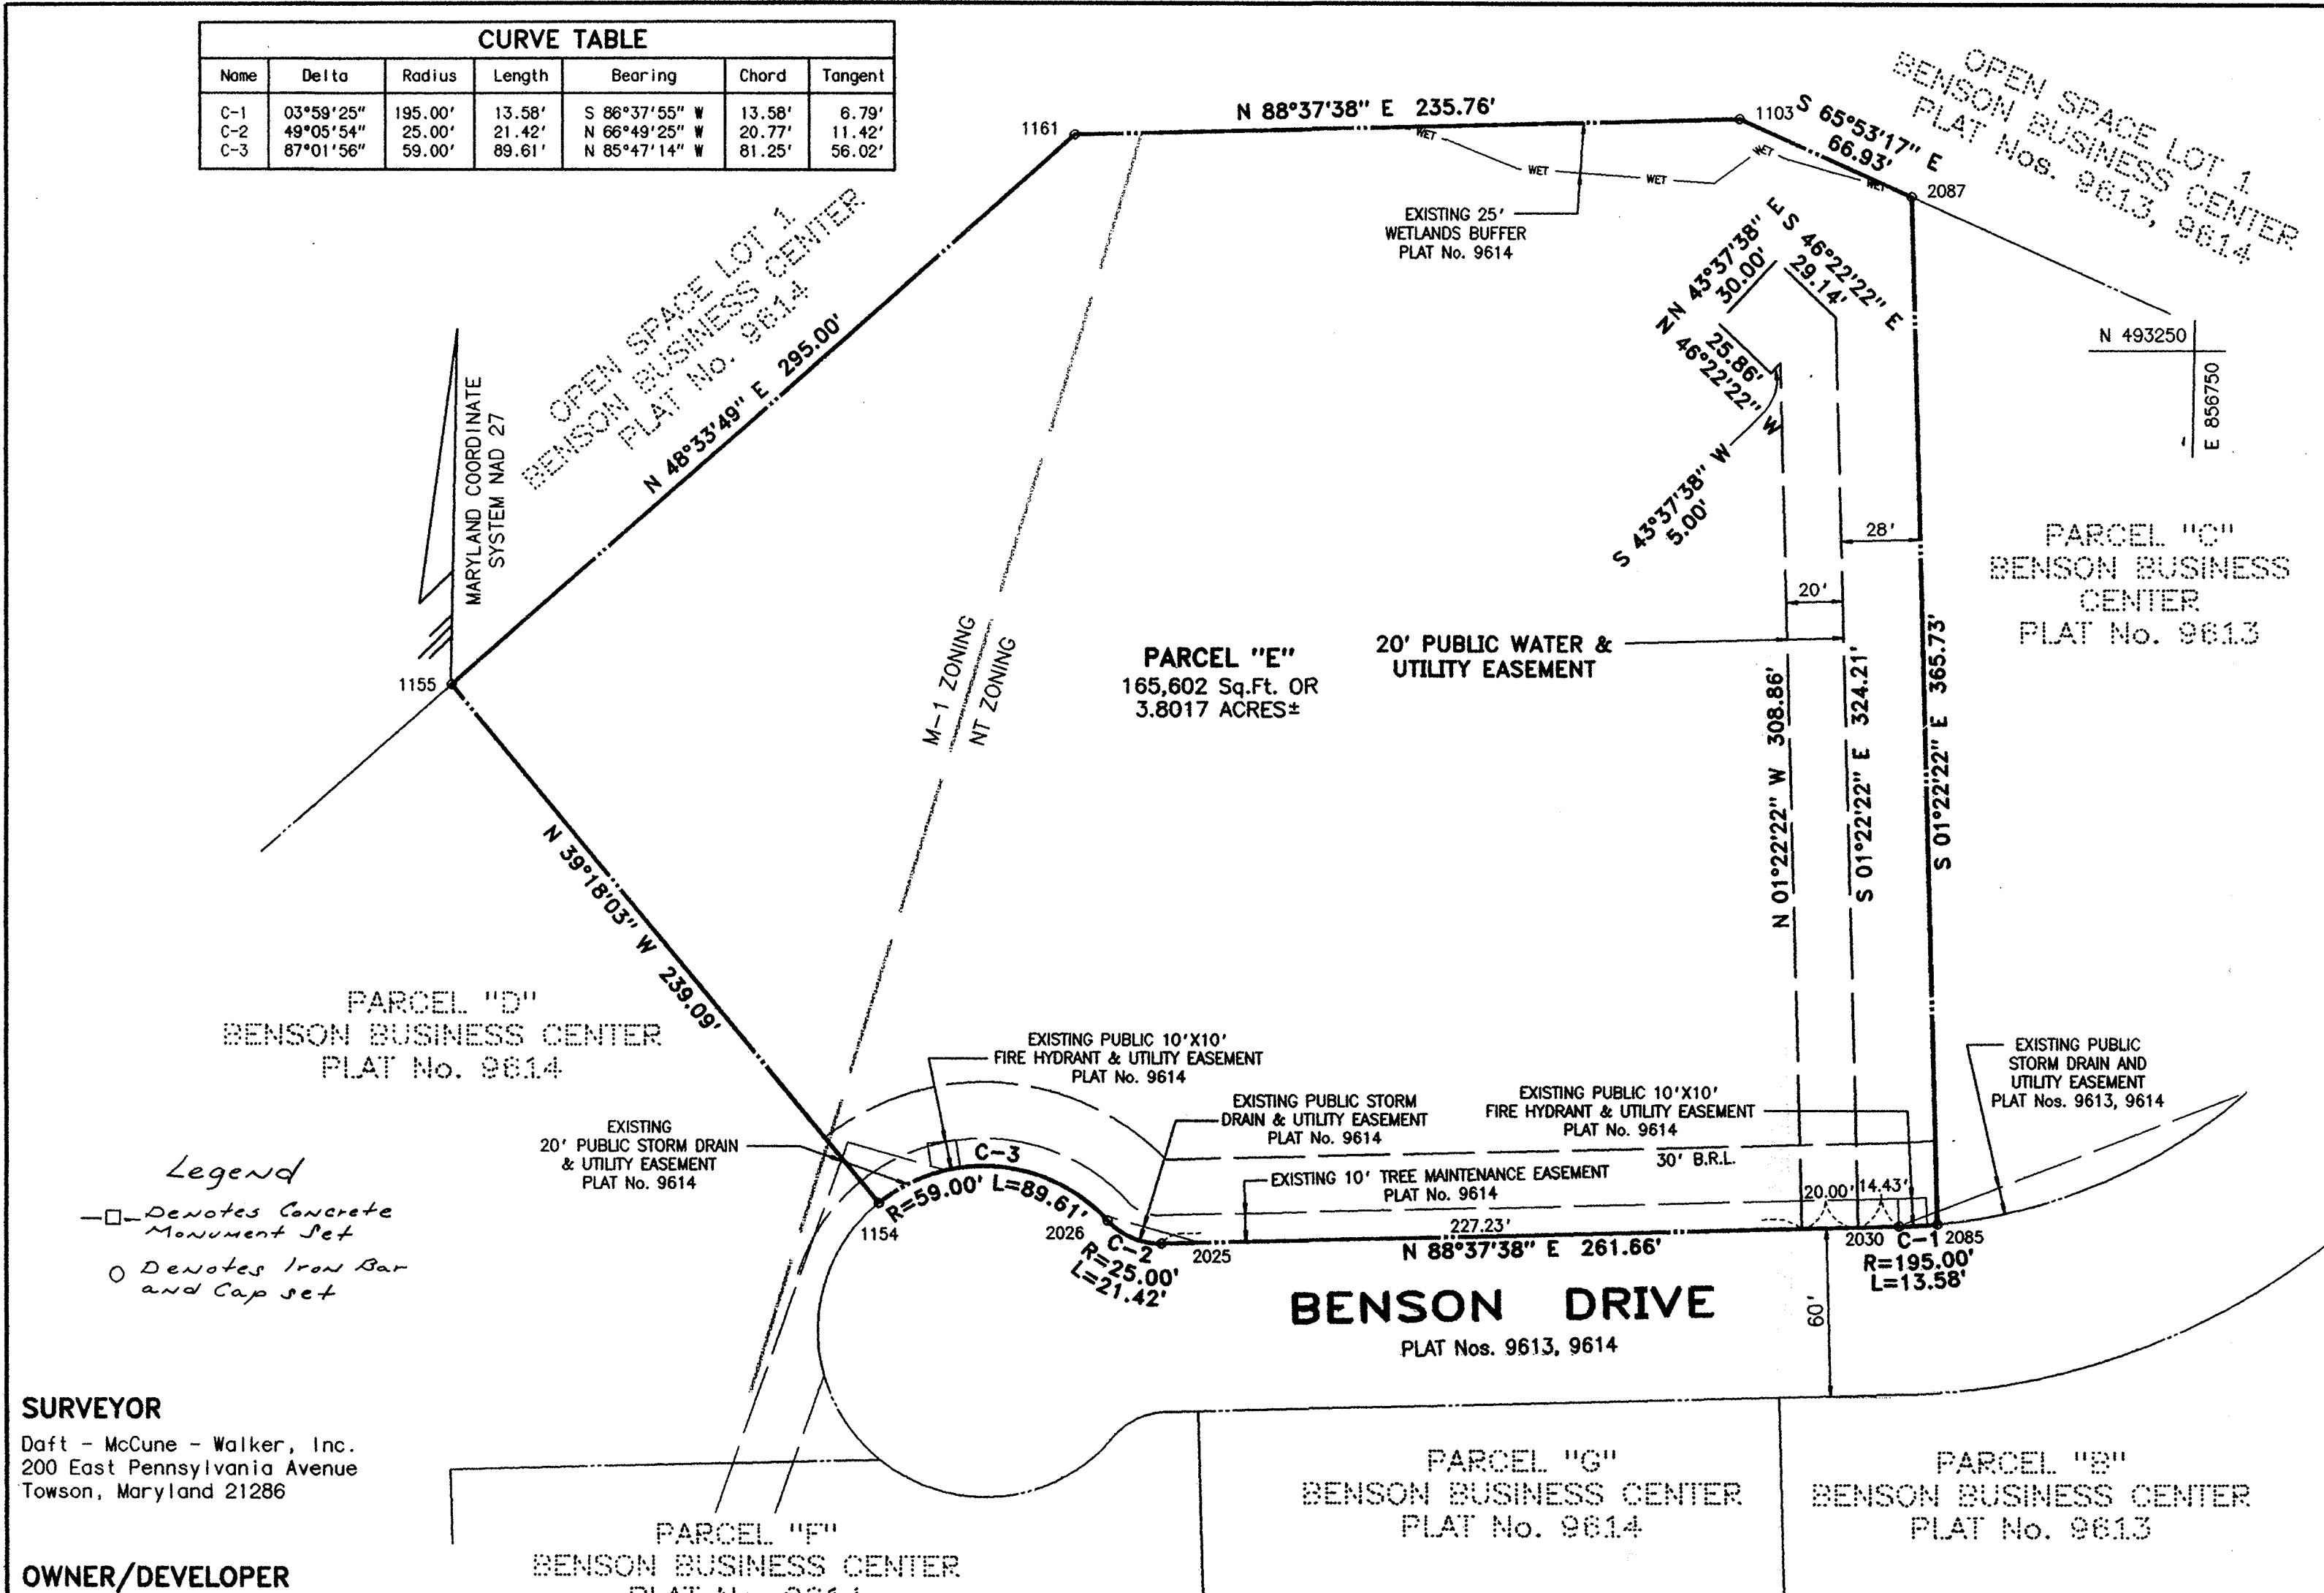 CURVE TABLE
Name Delta Radius Length Bearing Chord Tangent
C-1 03°59'25" 195.00' 13.58' S 86°37'55" W 13.58' 6.79'
C-2 49°05'54" 25.00' 21.42' N 66°49'25" W 20.77' 11.42'
C-3 87°01'56" 59.00' 89.61' N 85°47'14" W 81.25' 56.02'
1161
N 88°37'38" E 235.76'
1103
S 65°53'17" E
66.93'
2087
OPEN SPACE LOT 1
BENSON BUSINESS CENTER
PLAT Nos. 9613, 9614
WET
WET
WET
WET
WET
EXISTING 25'
WETLANDS BUFFER
PLAT No. 9614
OPEN SPACE LOT 1
BENSON BUSINESS CENTER
PLAT No. 9614
N 48°33'49" E 295.00'
MARYLAND COORDINATE
SYSTEM NAD 27
N 43°37'38" E
30.00'
S 46°22'22" E
29.14'
25.86'
N 46°22'22" W
S 43°37'38" W
5.00'
N 493250
E 856750
28'
20'
PARCEL "C"
BENSON BUSINESS
CENTER
PLAT No. 9613
20' PUBLIC WATER &
UTILITY EASEMENT
PARCEL "E"
165,602 Sq.Ft. OR
3.8017 ACRES±
M-1 ZONING
NT ZONING
1155
N 01°22'22" W 308.86'
S 01°22'22" E 324.21'
S 01°22'22" E 365.73'
N 39°18'03" W 239.09'
PARCEL "D"
BENSON BUSINESS CENTER
PLAT No. 9614
EXISTING PUBLIC 10'X10'
FIRE HYDRANT & UTILITY EASEMENT
PLAT No. 9614
EXISTING
20' PUBLIC STORM DRAIN
& UTILITY EASEMENT
PLAT No. 9614
EXISTING PUBLIC STORM
DRAIN & UTILITY EASEMENT
PLAT No. 9614
EXISTING PUBLIC 10'X10'
FIRE HYDRANT & UTILITY EASEMENT
PLAT No. 9614
EXISTING PUBLIC
STORM DRAIN AND
UTILITY EASEMENT
PLAT Nos. 9613, 9614
30' B.R.L.
EXISTING 10' TREE MAINTENANCE EASEMENT
PLAT No. 9614
C-3
R=59.00' L=89.61'
1154
2026
C-2
R=25.00'
L=21.42'
2025
227.23'
20.00'
14.43'
N 88°37'38" E 261.66'
2030
C-1
2085
R=195.00'
L=13.58'
60'
BENSON DRIVE
PLAT Nos. 9613, 9614
Legend
Denotes Concrete
Monument Set
Denotes Iron Bar
and Cap set
SURVEYOR
Daft - McCune - Walker, Inc.
200 East Pennsylvania Avenue
Towson, Maryland 21286
OWNER/DEVELOPER
PARCEL "F"
BENSON BUSINESS CENTER
PLAT No. 9614
PARCEL "G"
BENSON BUSINESS CENTER
PLAT No. 9614
PARCEL "B"
BENSON BUSINESS CENTER
PLAT No. 9613